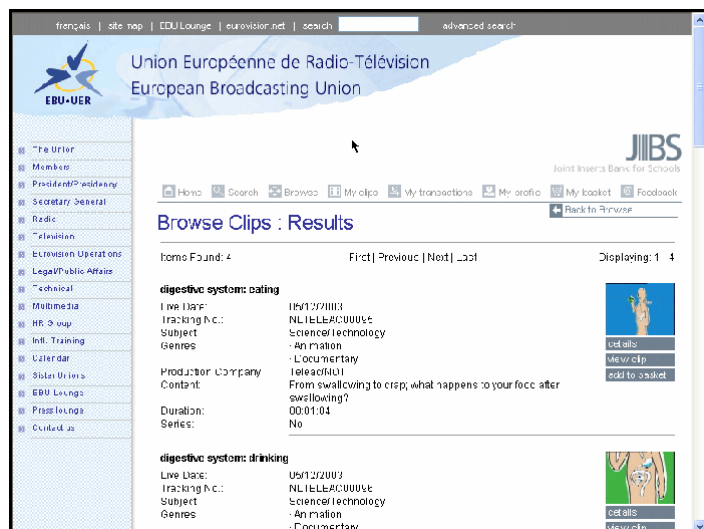 français | site map | EBU Lounge | eurovision.net | search advanced search
Union Européenne de Radio-Télévision
European Broadcasting Union
EBU•UER
JIBS
Joint Inserts Bank for Schools
Home Search Browse My clips My transactions My profile My basket Feedback
Back to Browse
The Union
Members
President/Presidency
Secretary General
Radio
Television
Eurovision Operations
Legal/Public Affairs
Technical
Multimedia
HR Group
Intl. Training
Calendar
Sister Unions
EBU Lounge
Press lounge
Contact us
Browse Clips : Results
Items Found: 4 First | Previous | Next | Last Displaying: 1 - 4
digestive system: eating
Live Date: 05/12/2003
Tracking No.: NLTELEAC00095
Subject Science/Technology
Genres · Animation
· Documentary
Production Company Teleac/NOT
Content: From swallowing to crap; what happens to your food after
swallowing?
Duration: 00:01:04
Series: No
details
view clip
add to basket
digestive system: drinking
Live Date: 05/12/2003
Tracking No.: NLTELEAC00096
Subject Science/Technology
Genres · Animation
· Documentary
details
view clip